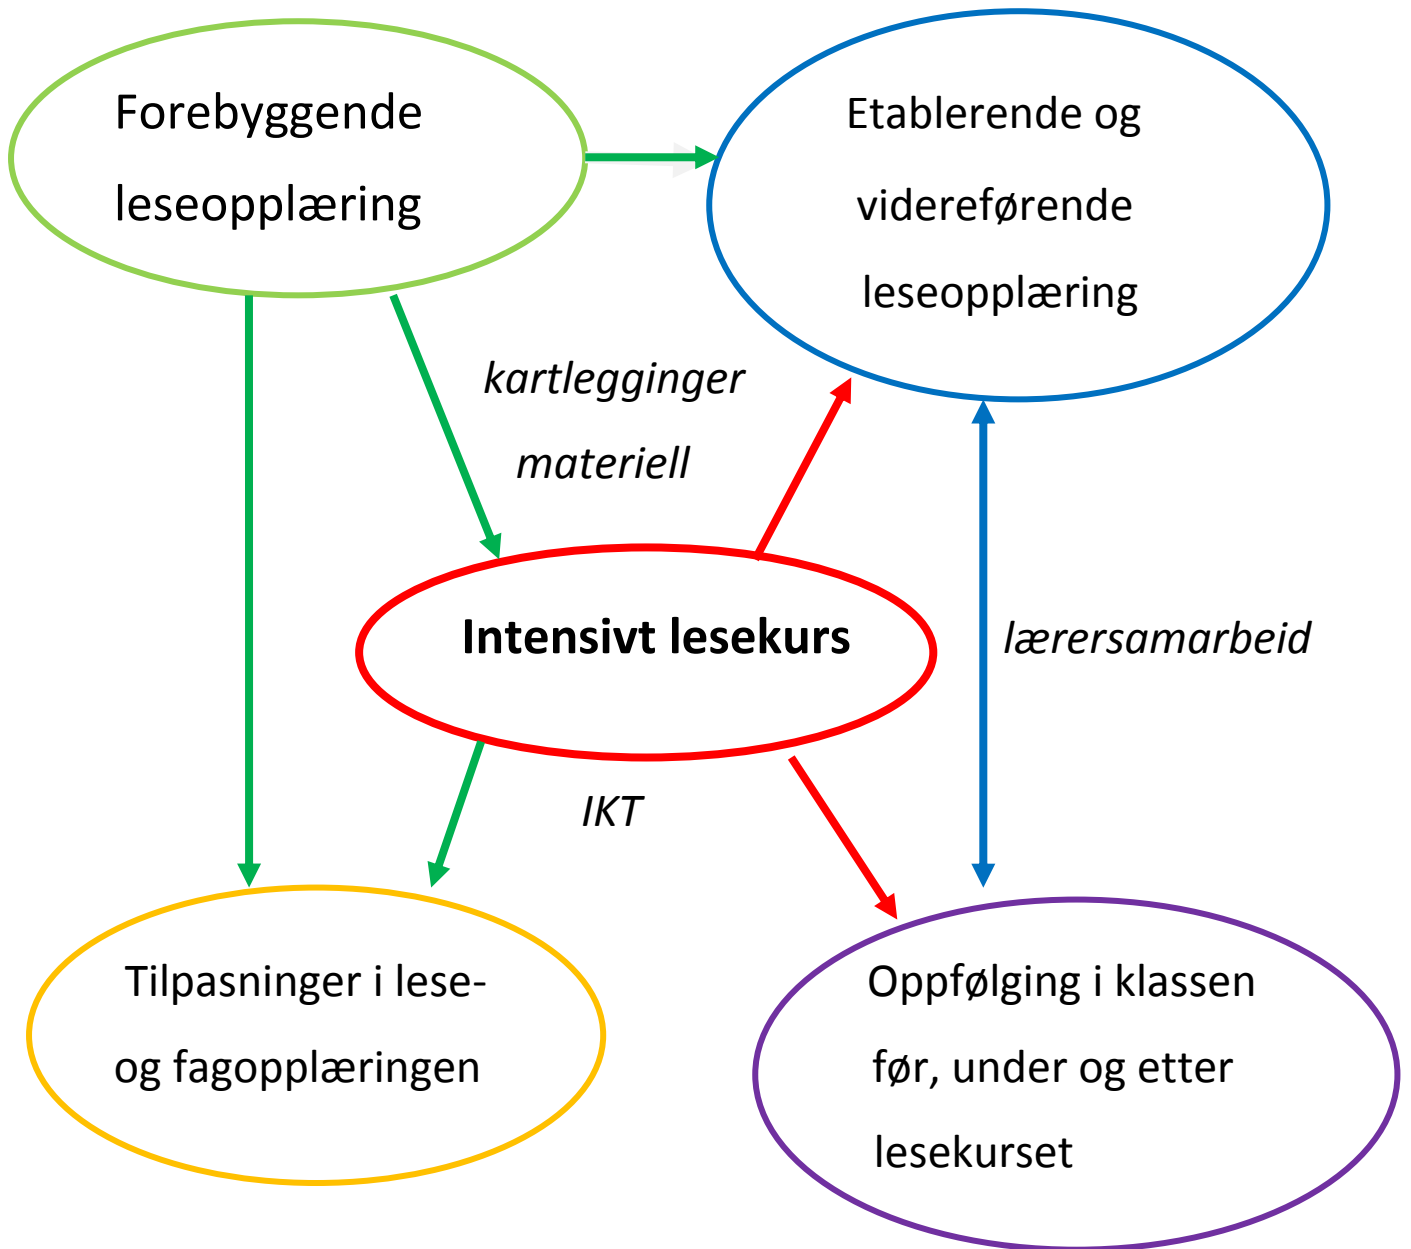 Forebyggende
leseopplæring
Etablerende og
videreførende
leseopplæring
kartlegginger
materiell
Intensivt lesekurs
lærersamarbeid
IKT
Tilpasninger i lese-
og fagopplæringen
Oppfølging i klassen
før, under og etter
lesekurset